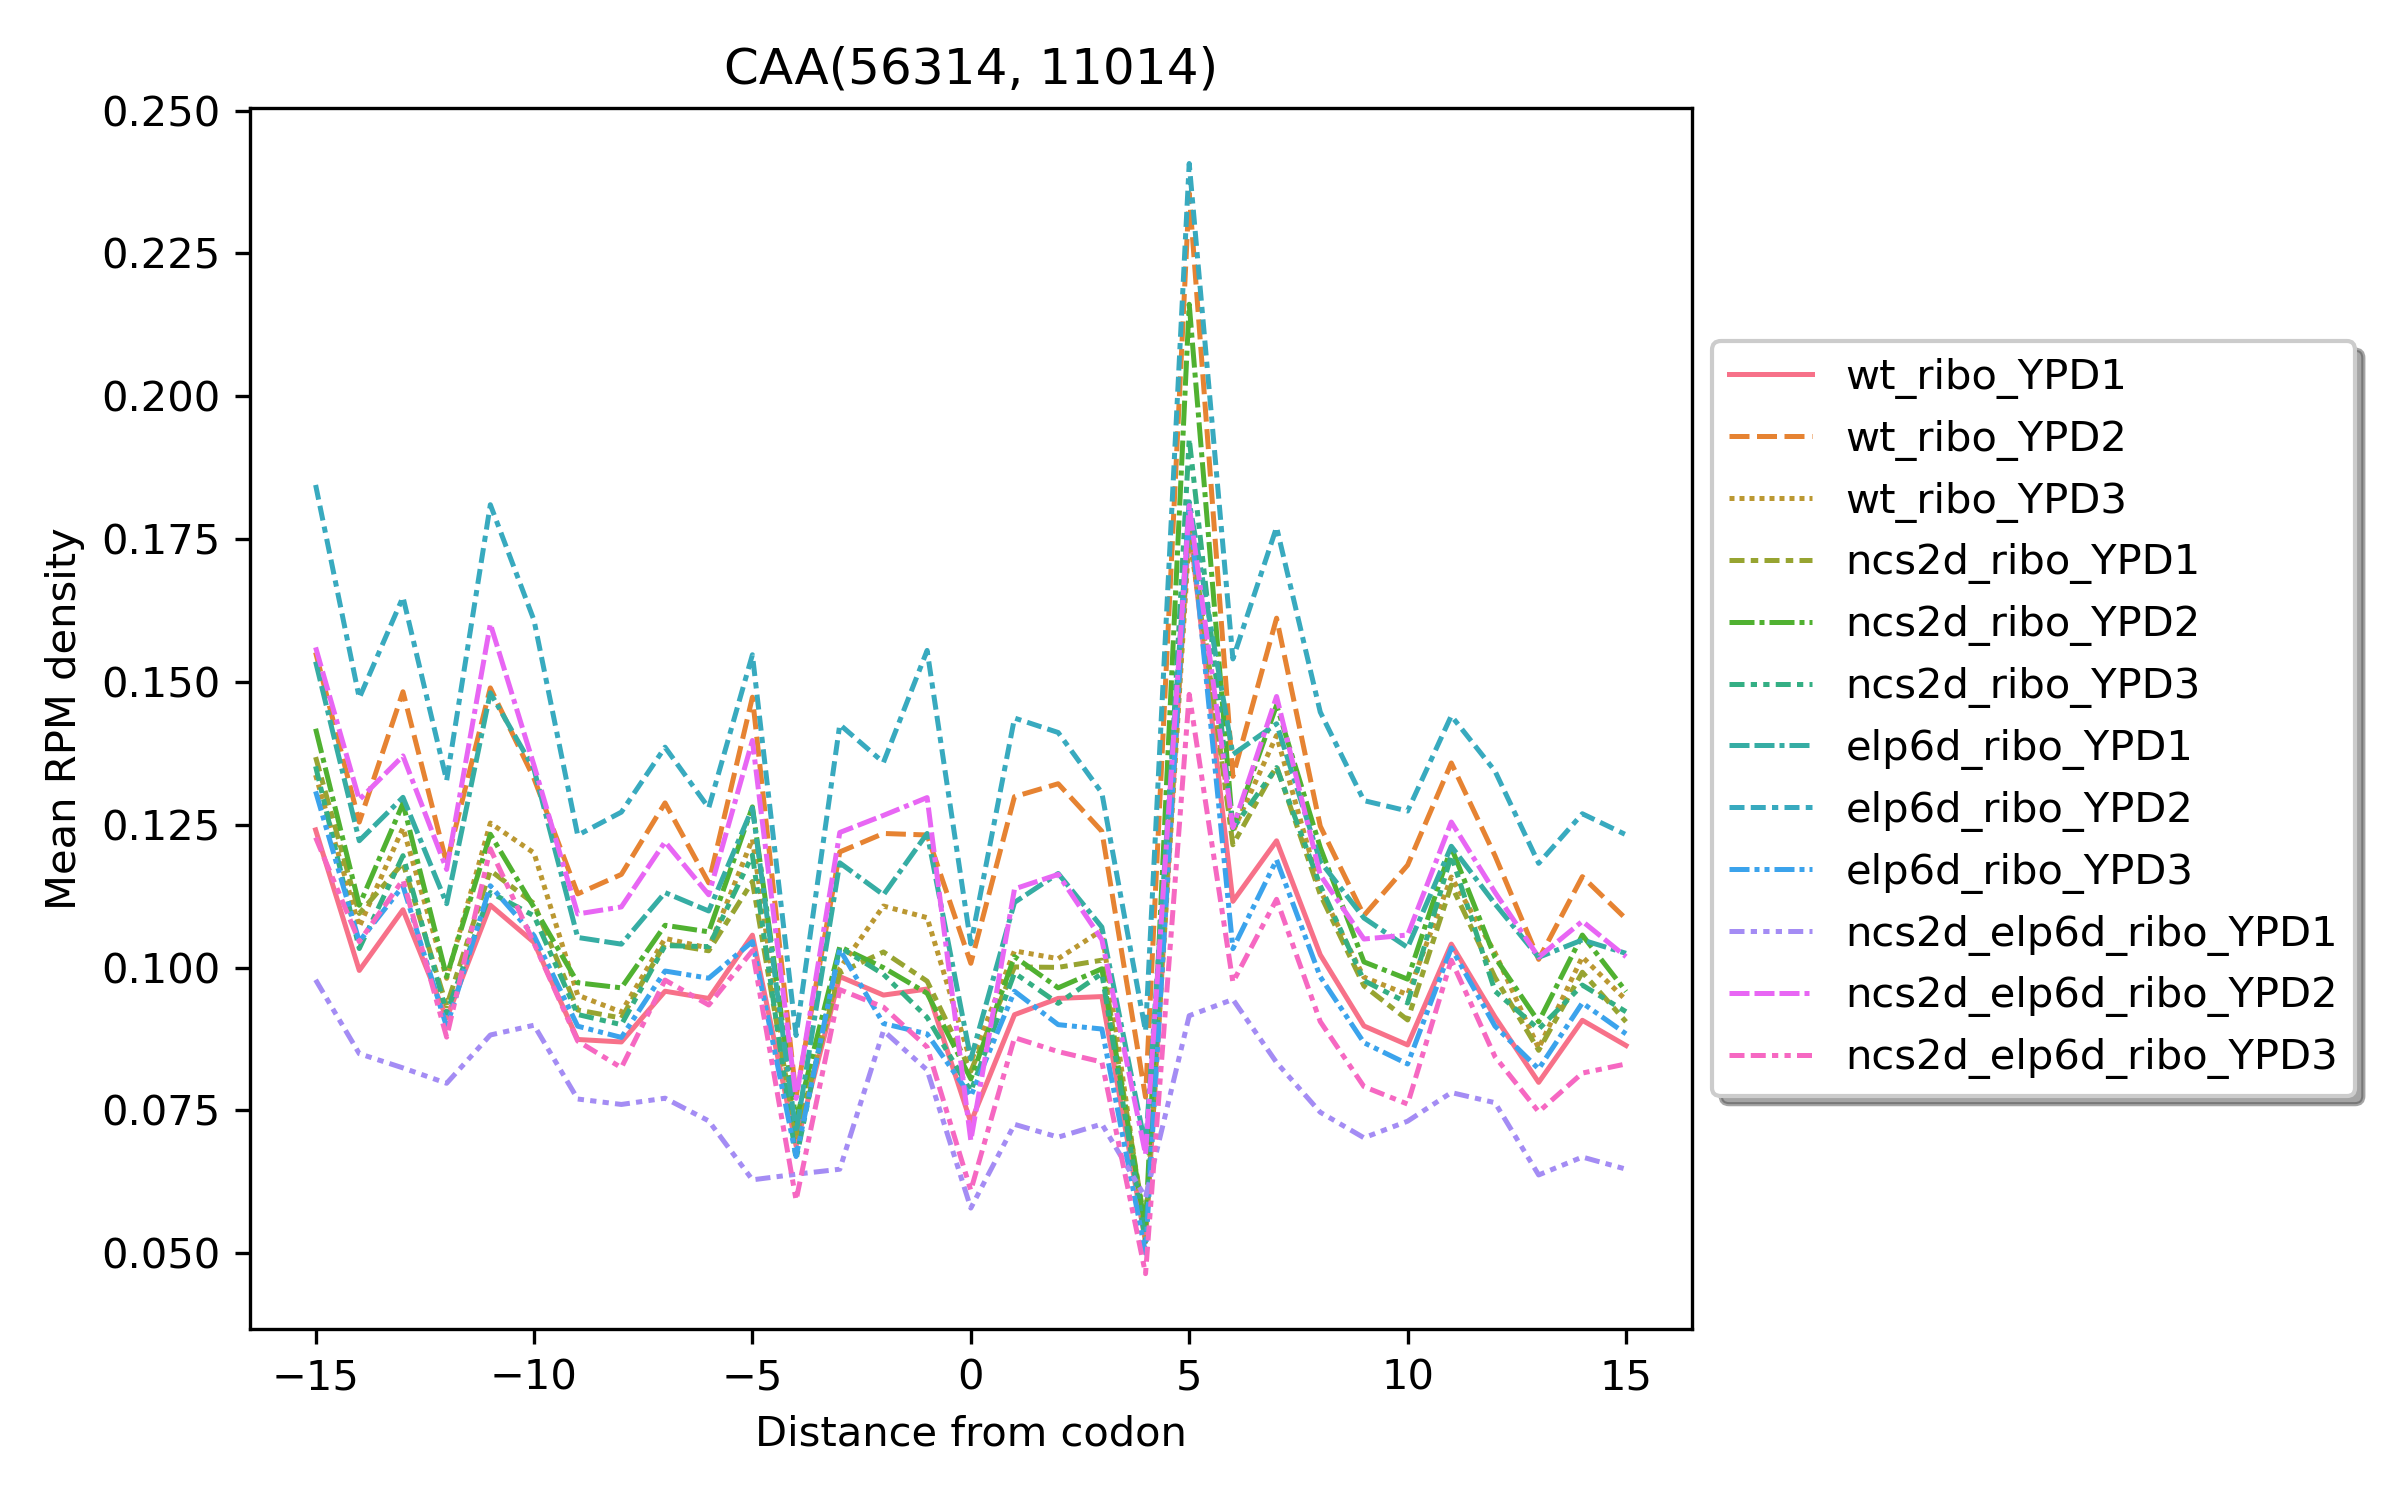 CAA(56314, 11014)
0.250
0.225
0.200
0.175
0.150
0.125
0.100
0.075
0.050
Mean RPM density
−15
−10
−5
0
5
10
15
Distance from codon
wt_ribo_YPD1
wt_ribo_YPD2
wt_ribo_YPD3
ncs2d_ribo_YPD1
ncs2d_ribo_YPD2
ncs2d_ribo_YPD3
elp6d_ribo_YPD1
elp6d_ribo_YPD2
elp6d_ribo_YPD3
ncs2d_elp6d_ribo_YPD1
ncs2d_elp6d_ribo_YPD2
ncs2d_elp6d_ribo_YPD3